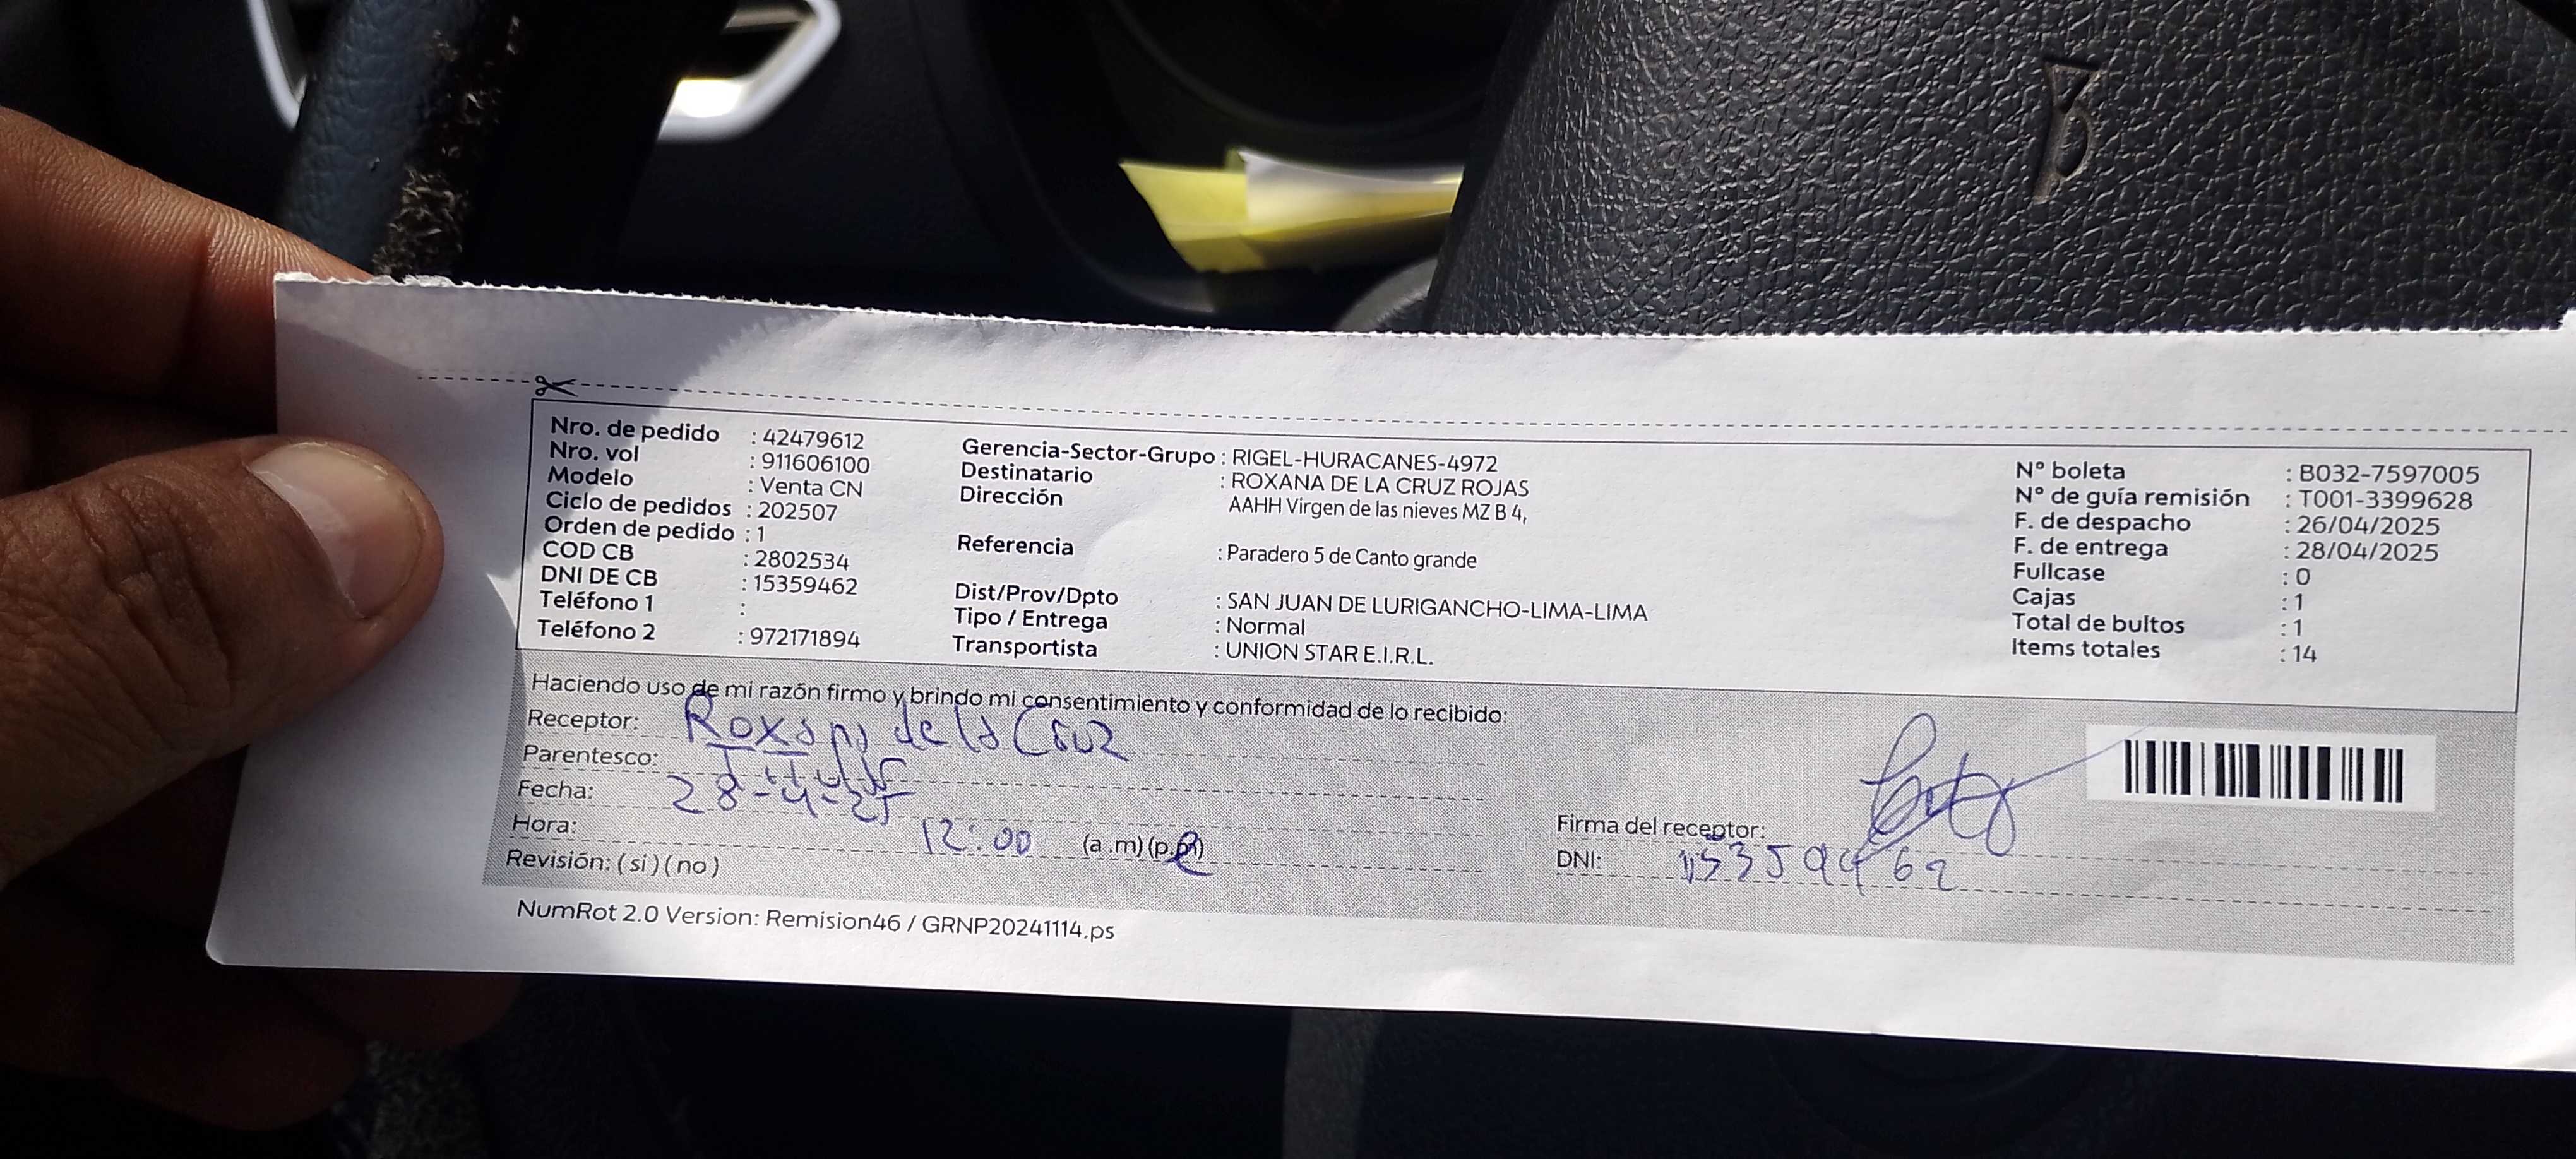 Nro. de pedido : 42479612
Nro. vol : 911606100
Modelo : Venta CN
Ciclo de pedidos : 202507
Orden de pedido : 1
COD CB : 2802534
DNI DE CB : 15359462
Teléfono 1 :
Teléfono 2 : 972171894
Gerencia-Sector-Grupo : RIGEL-HURACANES-4972
Destinatario : ROXANA DE LA CRUZ ROJAS
Dirección AAHH Virgen de las nieves MZ B 4,
Referencia : Paradero 5 de Canto grande
Dist/Prov/Dpto : SAN JUAN DE LURIGANCHO-LIMA-LIMA
Tipo / Entrega : Normal
Transportista : UNION STAR E.I.R.L.
N° boleta : B032-7597005
N° de guía remisión : T001-3399628
F. de despacho : 26/04/2025
F. de entrega : 28/04/2025
Fullcase : 0
Cajas : 1
Total de bultos : 1
Items totales : 14
Haciendo uso de mi razón firmo y brindo mi consentimiento y conformidad de lo recibido:
Receptor: Roxana de la Cruz
Parentesco: Titular
Fecha: 28-4-25
Hora: 12:00 (a.m)(p.m)
Revisión: (si)(no)
Firma del receptor:
DNI: 15359462
NumRot 2.0 Version: Remision46 / GRNP20241114.ps